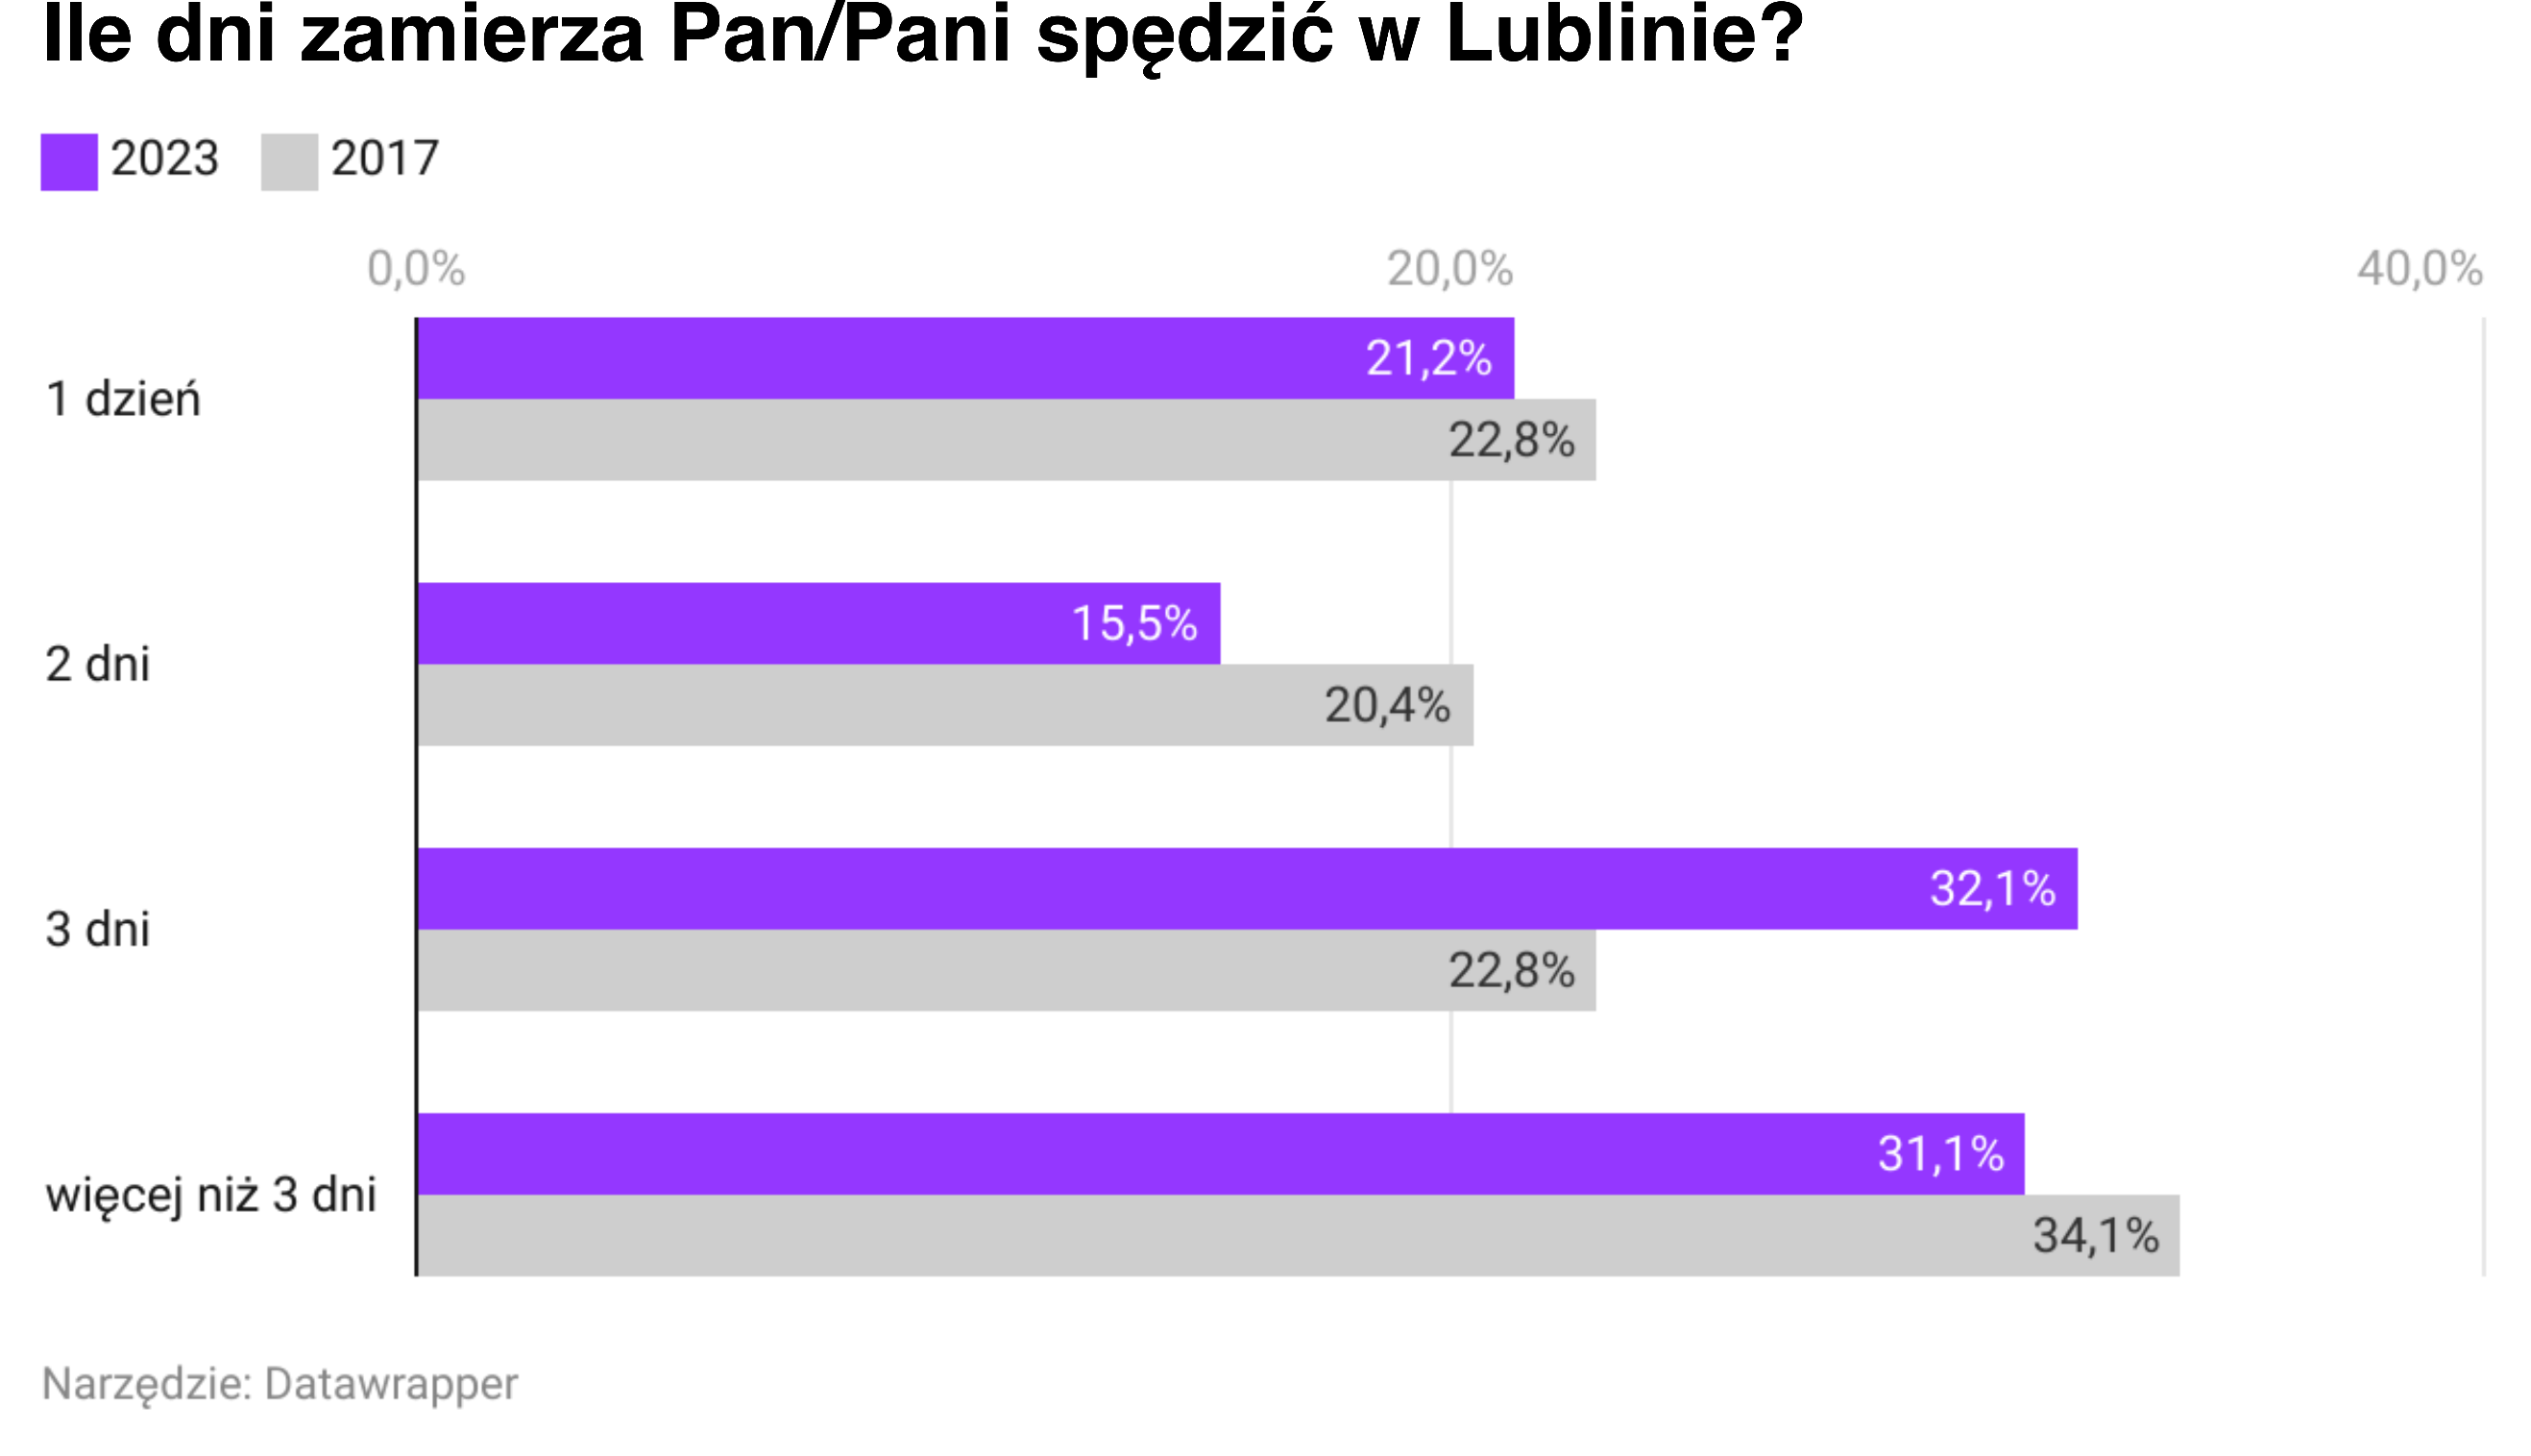 Ile dni zamierza Pan/Pani spędzić w Lublinie?
2023 2017
0,0% 20,0% 40,0%
21,2%
1 dzień
22,8%
15,5%
2 dni
20,4%
32,1%
3 dni
22,8%
31,1%
więcej niż 3 dni
34,1%
Narzędzie: Datawrapper